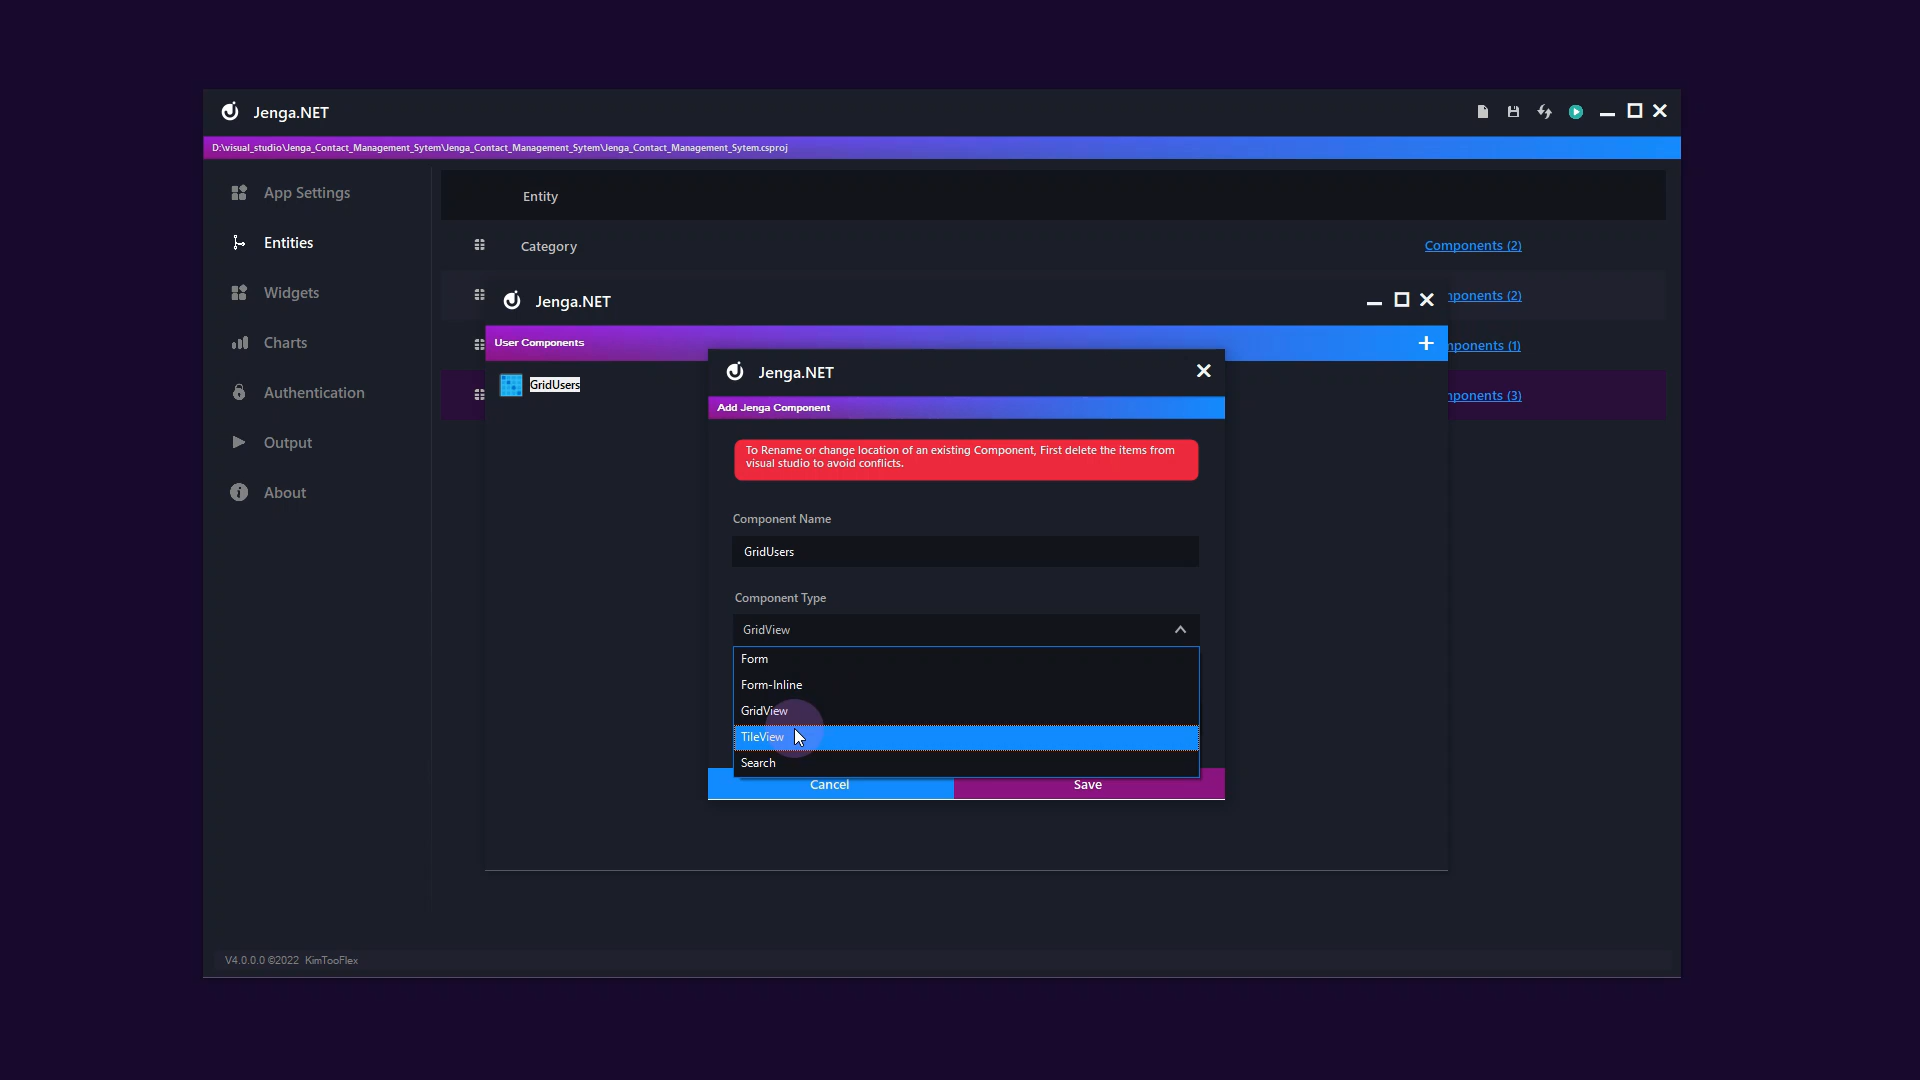 Jenga.NET
D:\visual_studio\Jenga_Contact_Management_Sytem\Jenga_Contact_Management_Sytem\Jenga_Contact_Management_Sytem.csproj
App Settings
Entities
Widgets
Charts
Authentication
Output
About
Entity
Category
Components (2)
nponents (2)
nponents (1)
nponents (3)
Jenga.NET
User Components
GridUsers
Jenga.NET
Add Jenga Component
To Rename or change location of an existing Component, First delete the items from
visual studio to avoid conflicts.
Component Name
GridUsers
Component Type
GridView
Form
Form-Inline
GridView
TileView
Search
Cancel
Save
V4.0.0.0 ©2022 KimTooFlex